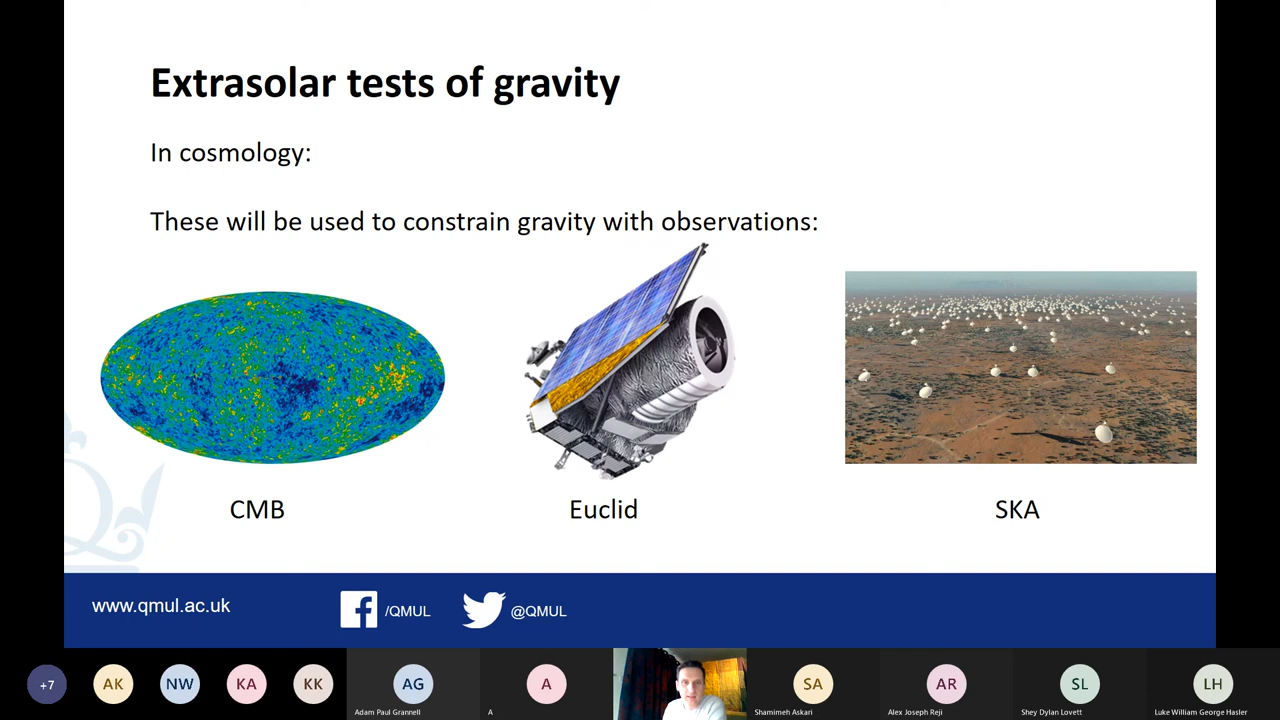 Extrasolar tests of gravity
In cosmology:
These will be used to constrain gravity with observations:
CMB
Euclid
SKA
www.qmul.ac.uk
/QMUL
@QMUL
+7
AK
NW
KA
KK
AG
Adam Paul Grannell
A
A
SA
Shamimeh Askari
AR
Alex Joseph Reji
SL
Shey Dylan Lovett
LH
Luke William George Hasler